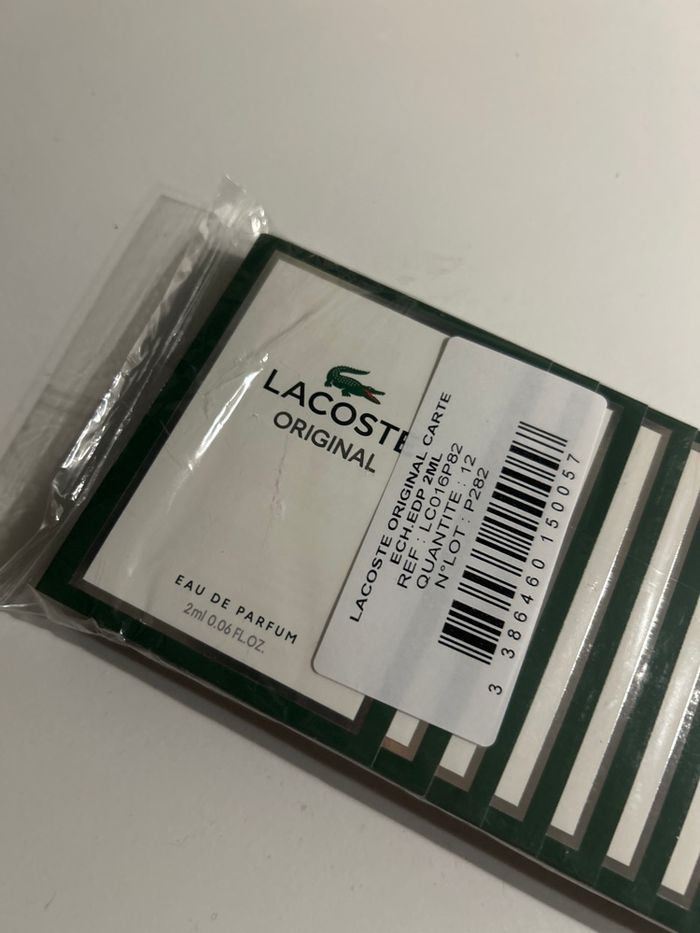 LACOSTE
ORIGINAL
EAU DE PARFUM
2ml 0.06 FL.OZ.
LACOSTE ORIGINAL CARTE
ECH.EDP 2ML
REF : LC016P82
QUANTITE : 12
N°LOT : P282
3 386460 150057